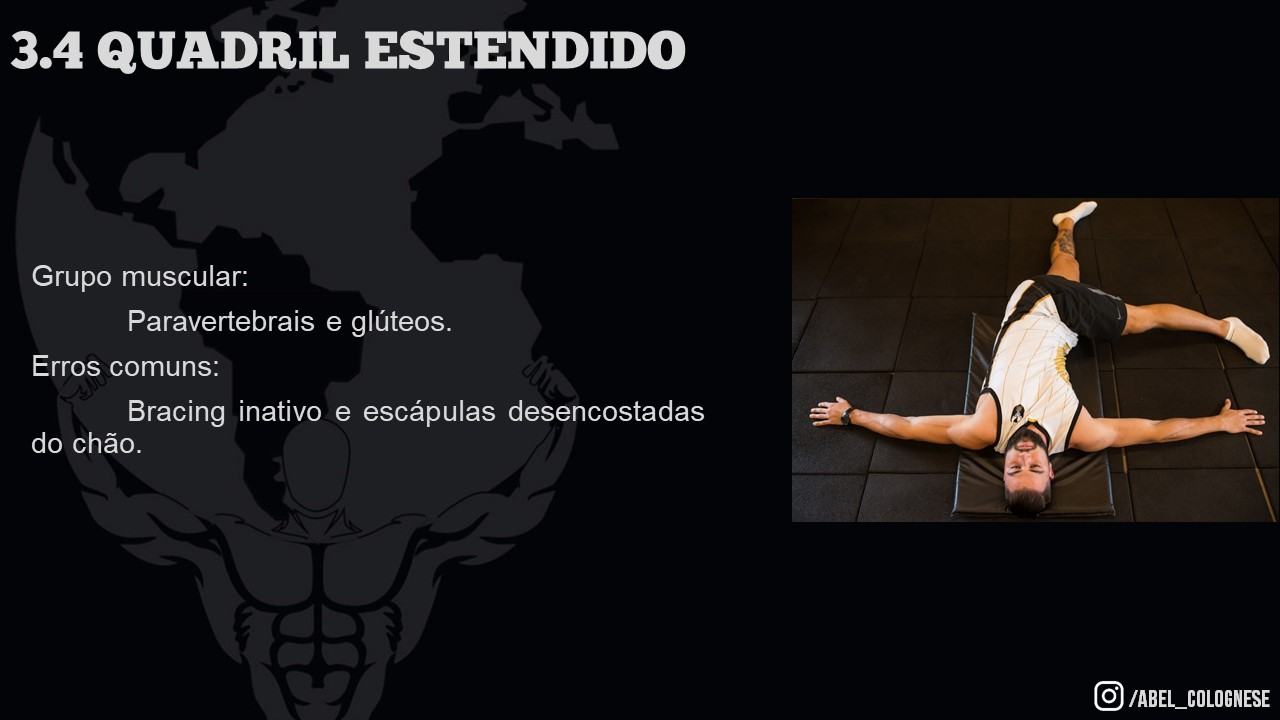 3.4 QUADRIL ESTENDIDO
Grupo muscular:
Paravertebrais e glúteos.
Erros comuns:
Bracing inativo e escápulas desencostadas
do chão.
/ABEL_COLOGNESE